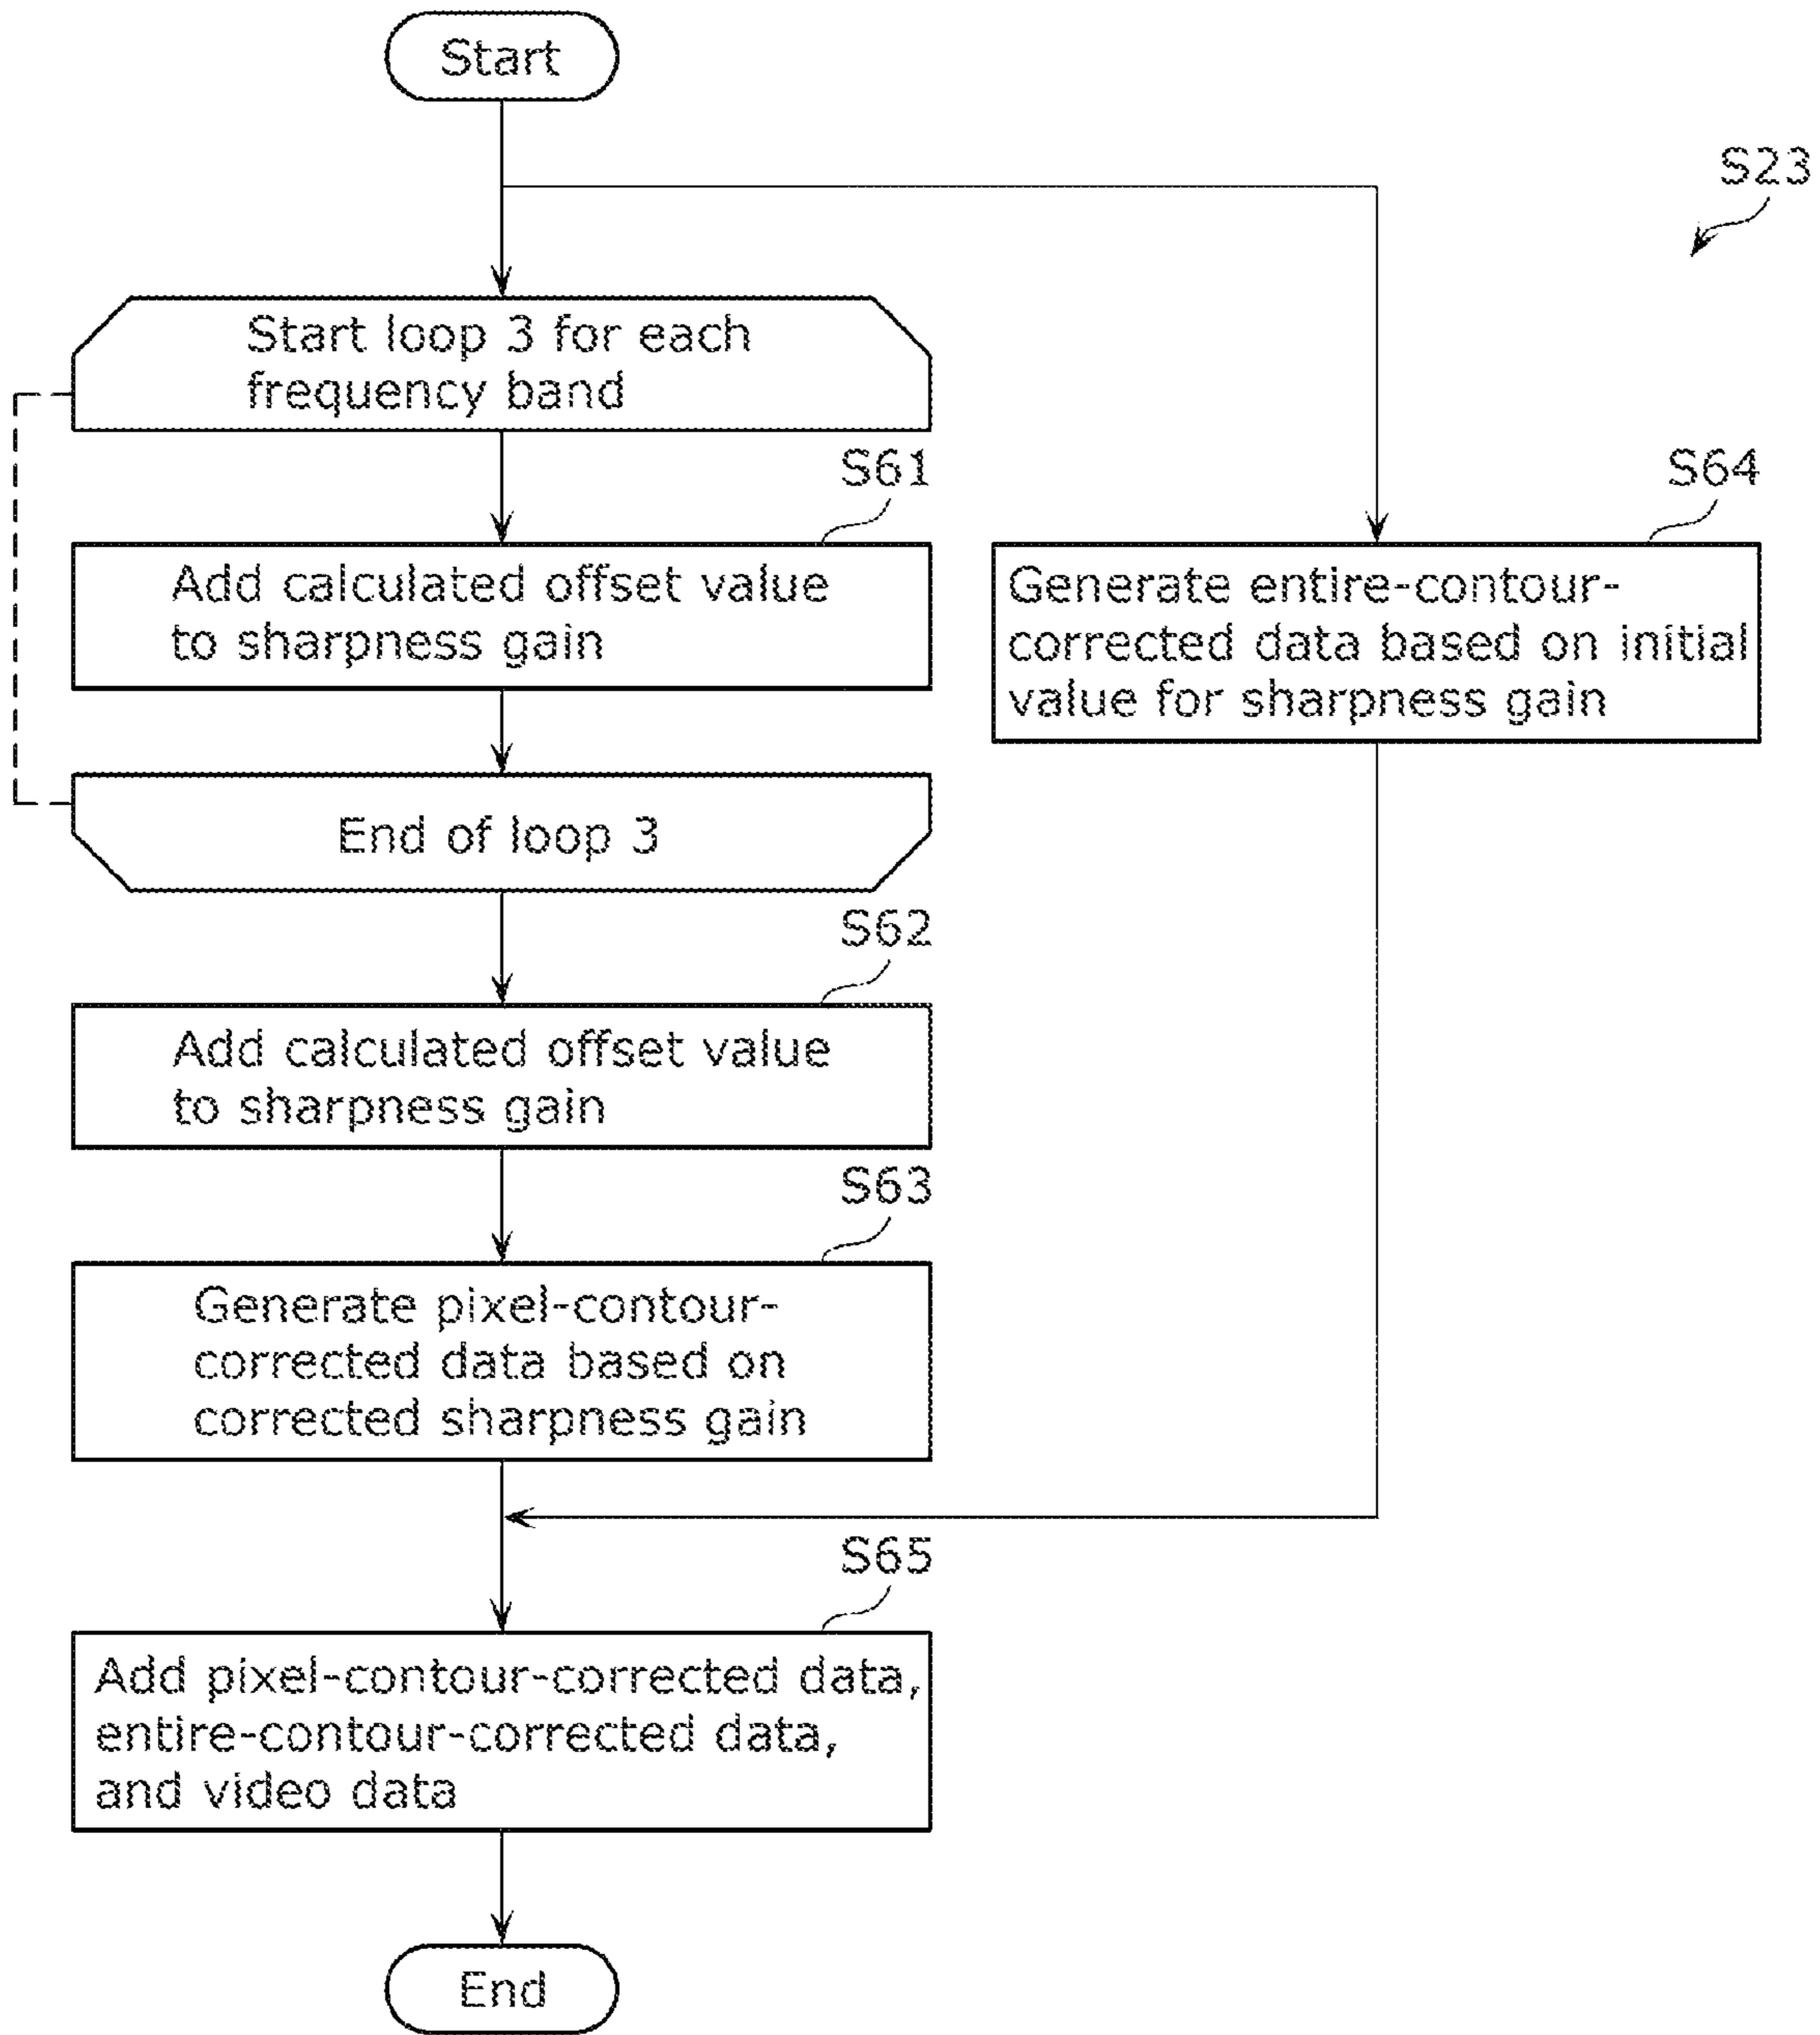 Start
S23
Start loop 3 for each
frequency band
S61
Add calculated offset value
to sharpness gain
S64
Generate entire-contour-
corrected data based on initial
value for sharpness gain
End of loop 3
S62
Add calculated offset value
to sharpness gain
S63
Generate pixel-contour-
corrected data based on
corrected sharpness gain
S65
Add pixel-contour-corrected data,
entire-contour-corrected data,
and video data
End